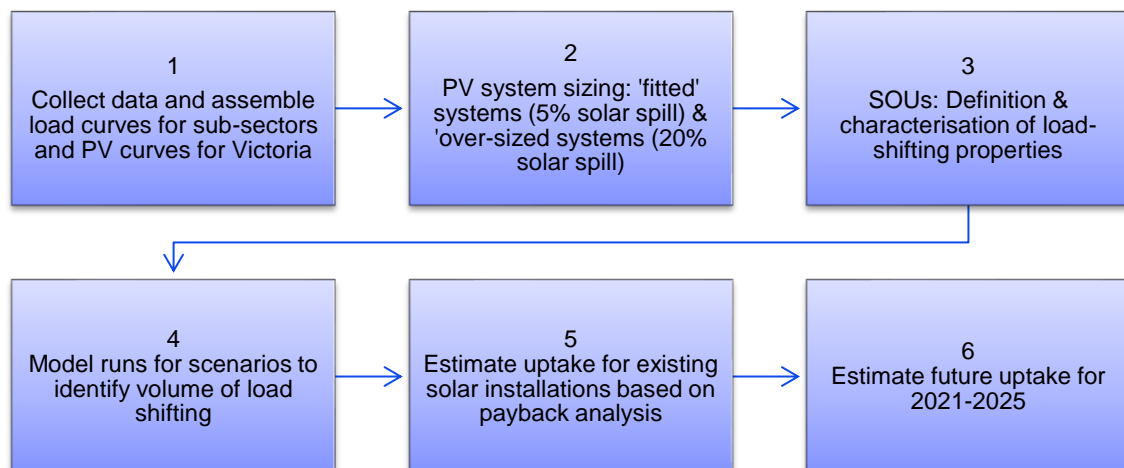 1
Collect data and assemble
load curves for sub-sectors
and PV curves for Victoria
2
PV system sizing: 'fitted'
systems (5% solar spill) &
'over-sized systems (20%
solar spill)
3
SOUs: Definition &
characterisation of load-
shifting properties
4
Model runs for scenarios to
identify volume of load
shifting
5
Estimate uptake for existing
solar installations based on
payback analysis
6
Estimate future uptake for
2021-2025